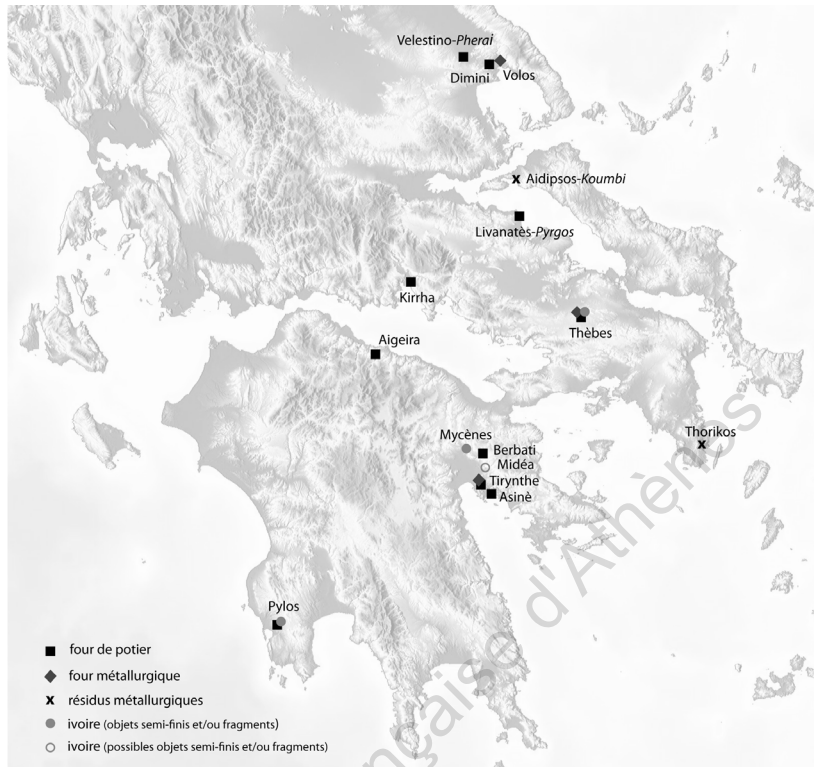 Velestino-Pherai
Dimini
Volos
Aidipsos-Koumbi
Livanatès-Pyrgos
Kirrha
Thèbes
Aigeira
Mycènes
Berbati
Midéa
Tirynthe
Asinè
Thorikos
Pylos
four de potier
four métallurgique
x résidus métallurgiques
ivoire (objets semi-finis et/ou fragments)
ivoire (possibles objets semi-finis et/ou fragments)
nçaise d'Athènes